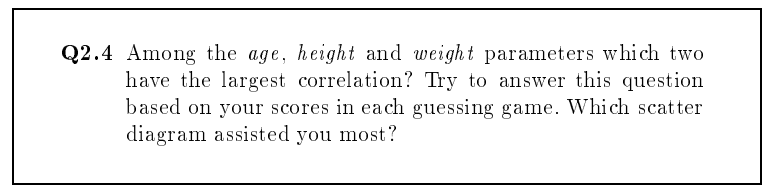 Q2.4 Among the age, height and weight parameters which two
have the largest correlation? Try to answer this question
based on your scores in each guessing game. Which scatter
diagram assisted you most?